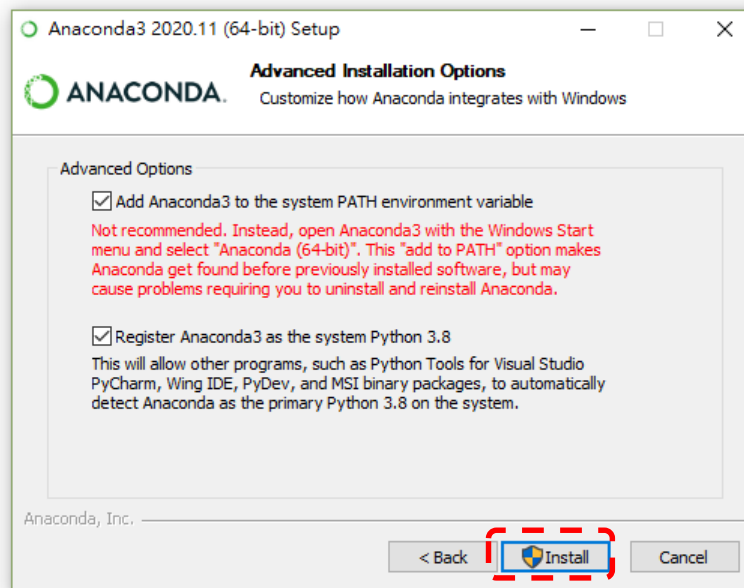 Anaconda3 2020.11 (64-bit) Setup
ANACONDA.
Advanced Installation Options
Customize how Anaconda integrates with Windows
Advanced Options
Add Anaconda3 to the system PATH environment variable
Not recommended. Instead, open Anaconda3 with the Windows Start
menu and select "Anaconda (64-bit)". This "add to PATH" option makes
Anaconda get found before previously installed software, but may
cause problems requiring you to uninstall and reinstall Anaconda.
Register Anaconda3 as the system Python 3.8
This will allow other programs, such as Python Tools for Visual Studio
PyCharm, Wing IDE, PyDev, and MSI binary packages, to automatically
detect Anaconda as the primary Python 3.8 on the system.
Anaconda, Inc.
< Back
Install
Cancel